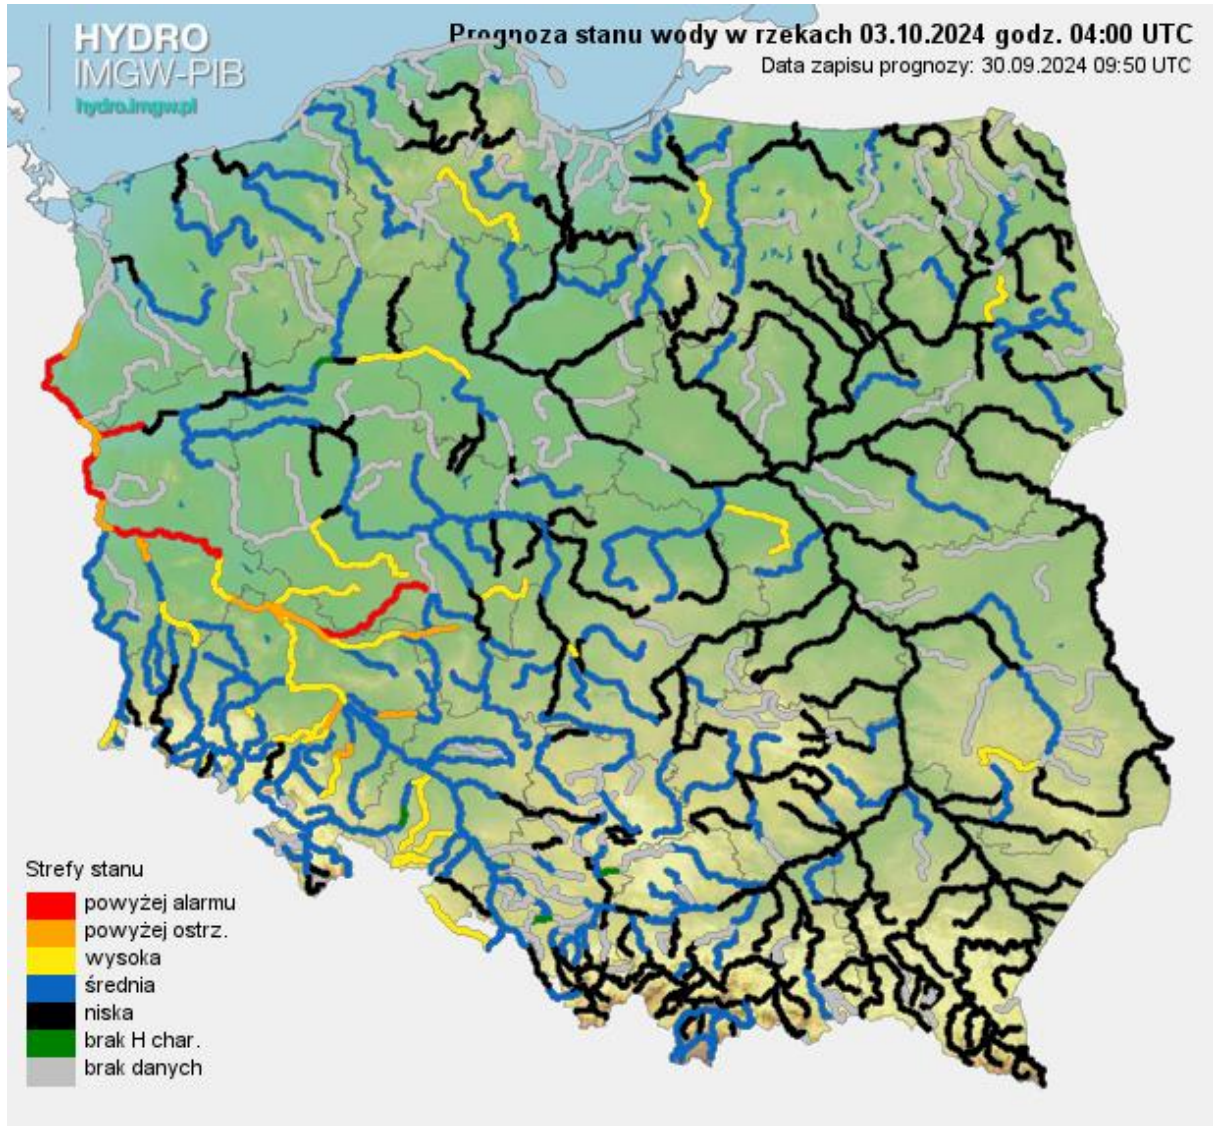 HYDRO
IMGW-PIB
hydro.imgw.pl
Prognoza stanu wody w rzekach 03.10.2024 godz. 04:00 UTC
Data zapisu prognozy: 30.09.2024 09:50 UTC
Strefy stanu
powyżej alarmu
powyżej ostrz.
wysoka
średnia
niska
brak H char.
brak danych